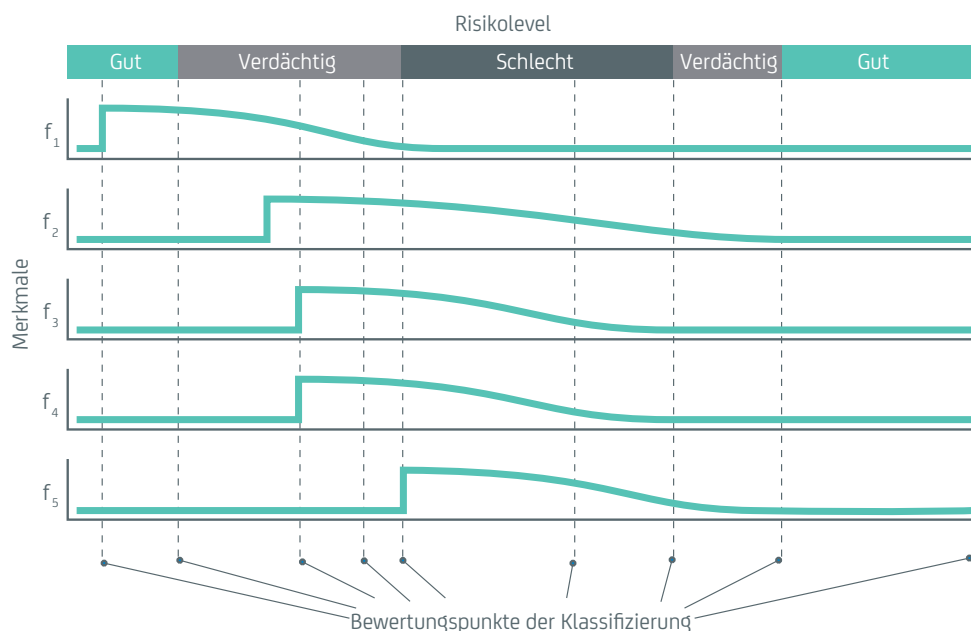 Risikolevel
Gut Verdächtig Schlecht Verdächtig Gut
f1
f2
f3
f4
f5
Merkmale
Bewertungspunkte der Klassifizierung